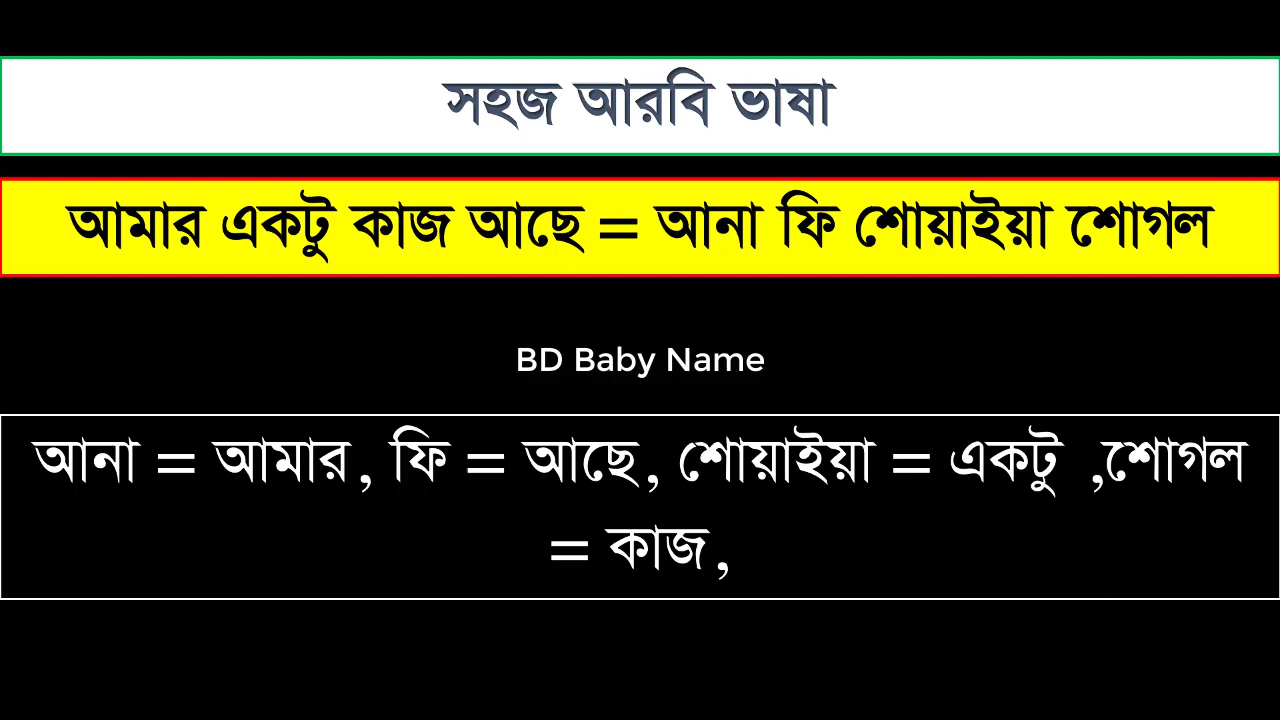 সহজ আরবি ভাষা
আমার একটু কাজ আছে = আনা ফি শোয়াইয়া শোগল
BD Baby Name
আনা = আমার, ফি = আছে, শোয়াইয়া = একটু ,শোগল
= কাজ,